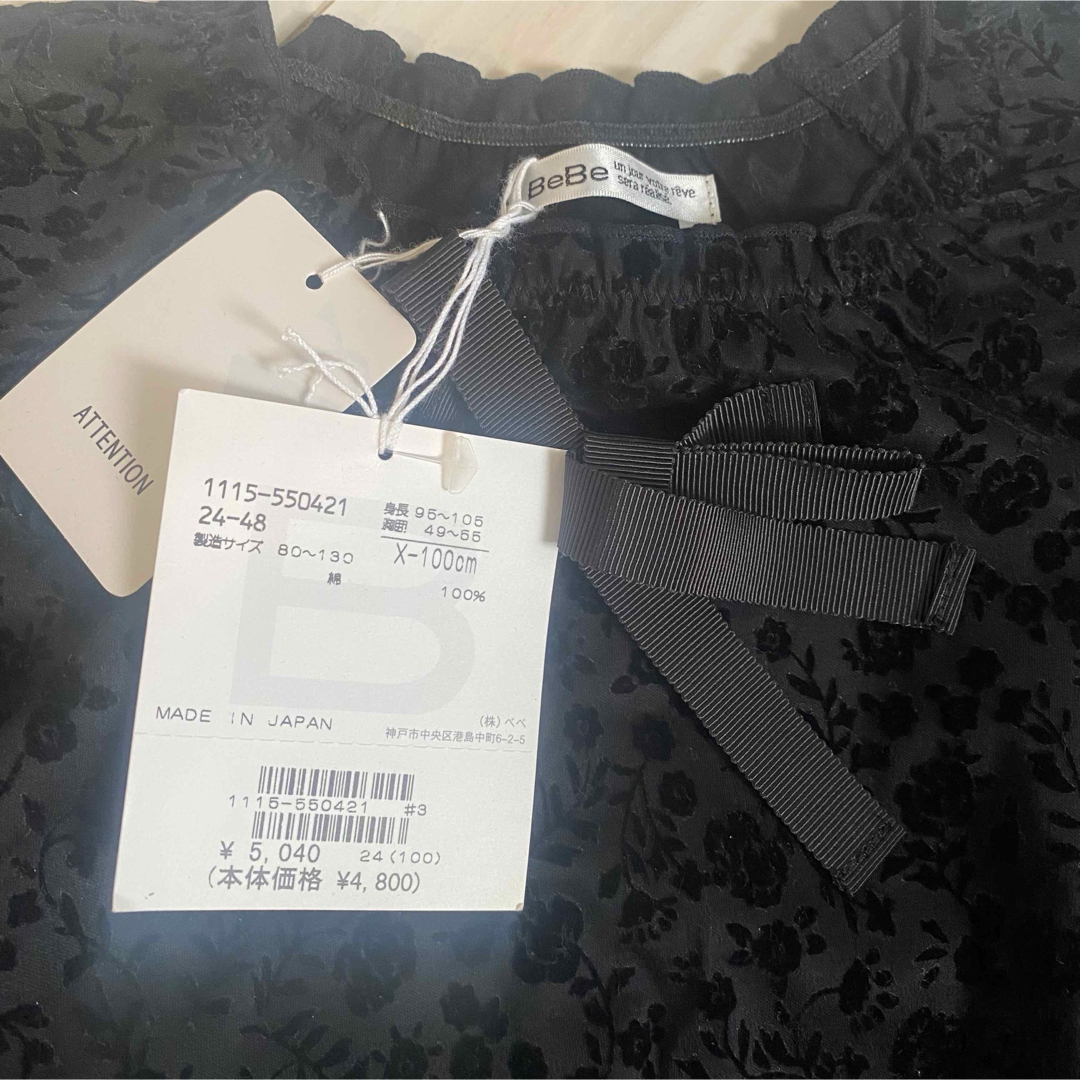 BeBe
un jour votre rêve
sera réalisé.
ATTENTION
1115-550421
24-48
製造サイズ 80~130
身長 95~105
胸囲 49~55
X-100cm
綿 100%
B
MADE IN JAPAN
(株)べべ
神戸市中央区港島中町6-2-5
1115-550421 #3
¥ 5,040 24(100)
(本体価格 ¥4,800)